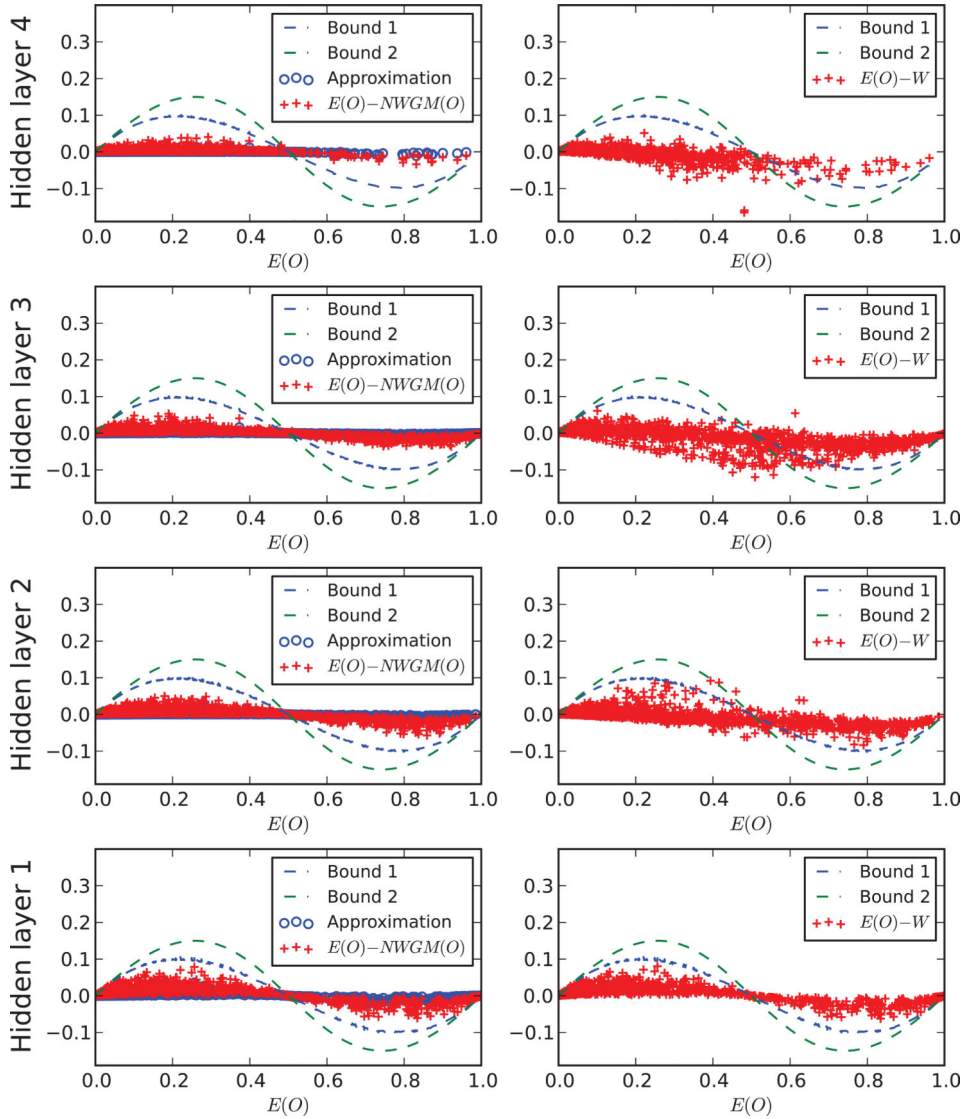 Hidden layer 4
0.3
0.2
0.1
0.0
−0.1
Bound 1
Bound 2
Approximation
E(O)−NWGM(O)
0.0 0.2 0.4 0.6 0.8 1.0
E(O)
Bound 1
Bound 2
E(O)−W
0.3
0.2
0.1
0.0
−0.1
0.0 0.2 0.4 0.6 0.8 1.0
E(O)
Hidden layer 3
0.3
0.2
0.1
0.0
−0.1
Bound 1
Bound 2
Approximation
E(O)−NWGM(O)
0.0 0.2 0.4 0.6 0.8 1.0
E(O)
Bound 1
Bound 2
E(O)−W
0.3
0.2
0.1
0.0
−0.1
0.0 0.2 0.4 0.6 0.8 1.0
E(O)
Hidden layer 2
0.3
0.2
0.1
0.0
−0.1
Bound 1
Bound 2
Approximation
E(O)−NWGM(O)
0.0 0.2 0.4 0.6 0.8 1.0
E(O)
Bound 1
Bound 2
E(O)−W
0.3
0.2
0.1
0.0
−0.1
0.0 0.2 0.4 0.6 0.8 1.0
E(O)
Hidden layer 1
0.3
0.2
0.1
0.0
−0.1
Bound 1
Bound 2
Approximation
E(O)−NWGM(O)
0.0 0.2 0.4 0.6 0.8 1.0
E(O)
Bound 1
Bound 2
E(O)−W
0.3
0.2
0.1
0.0
−0.1
0.0 0.2 0.4 0.6 0.8 1.0
E(O)